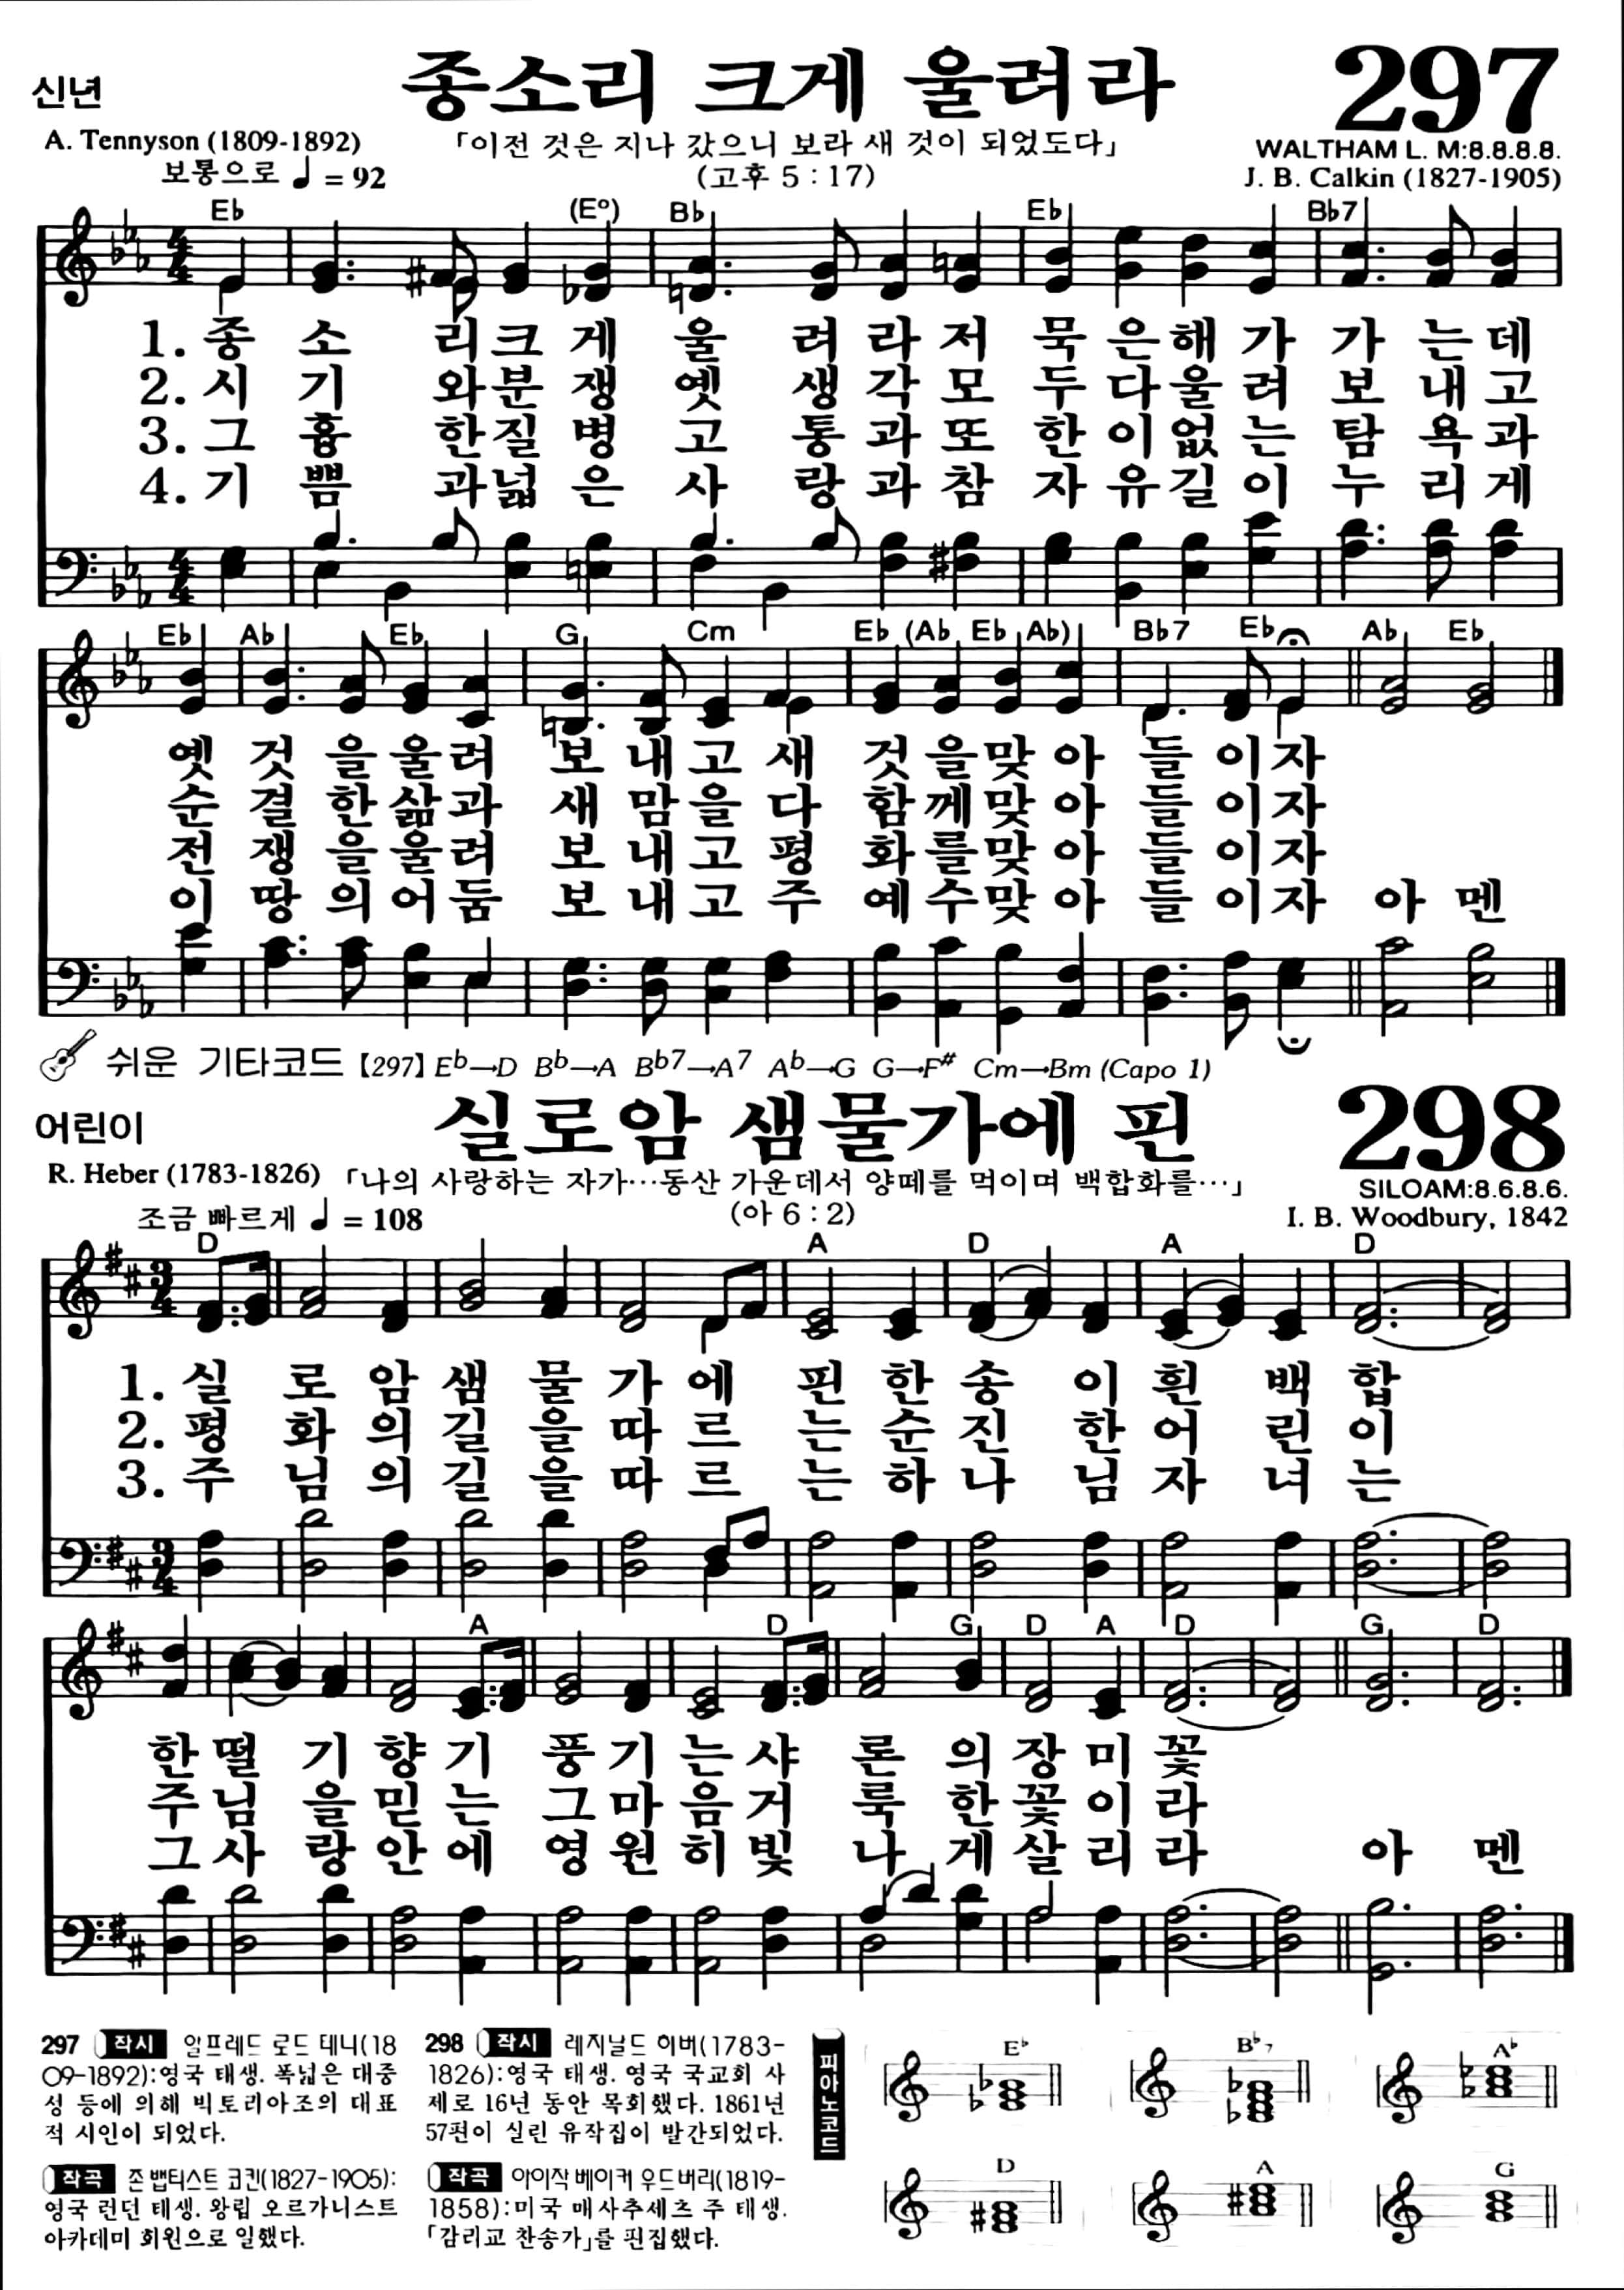 신년
종소리 크게 울려라
297
A. Tennyson (1809-1892)
「이전 것은 지나 갔으니 보라 새 것이 되었도다」
WALTHAM L. M:8.8.8.8.
보통으로 ♩ = 92
(고후 5 : 17)
J. B. Calkin (1827-1905)
E♭ (E°) B♭ E♭ B♭7
1. 종 소 리 크 게 울 려 라 저 묵 은 해 가 가 는 데
2. 시 기 와 분 쟁 옛 생 각 모 두 다 울 려 보 내 고
3. 그 흉 한 질 병 고 통 과 또 한 이 없 는 탐 욕 과
4. 기 쁨 과 넓 은 사 랑 과 참 자 유 길 이 누 리 게
E♭ A♭ E♭ G Cm E♭ (A♭ E♭ A♭) B♭7 E♭ A♭ E♭
옛 것 을 울 려 보 내 고 새 것 을 맞 아 들 이 자
순 결 한 삶 과 새 맘 을 다 함 께 맞 아 들 이 자
전 쟁 을 울 려 보 내 고 평 화 를 맞 아 들 이 자
이 땅 의 어 둠 보 내 고 주 예 수 맞 아 들 이 자 아 멘
쉬운 기타코드【297】E♭→D B♭→A B♭7→A7 A♭→G G→F# Cm→Bm (Capo 1)
어린이
실로암 샘물가에 핀
298
R. Heber (1783-1826)
「나의 사랑하는 자가…동산 가운데서 양떼를 먹이며 백합화를…」
SILOAM:8.6.8.6.
조금 빠르게 ♩ = 108
(아 6 : 2)
I. B. Woodbury, 1842
D A D A D
1. 실 로 암 샘 물 가 에 핀 한 송 이 흰 백 합
2. 평 화 의 길 을 따 르 는 순 진 한 어 린 이
3. 주 님 의 길 을 따 르 는 하 나 님 자 녀 는
A D G D A D G D
한 떨 기 향 기 풍 기 는 샤 론 의 장 미 꽃
주 님 을 믿 는 그 마 음 거 룩 한 꽃 이 라
그 사 랑 안 에 영 원 히 빛 나 게 살 리 라 아 멘
297 작시 알프레드 로드 테니(18
09-1892):영국 태생. 폭넓은 대중
성 등에 의해 빅토리아조의 대표
적 시인이 되었다.
작곡 존 뱁티스트 코킨(1827-1905):
영국 런던 태생. 왕립 오르가니스트
아카데미 회원으로 일했다.
298 작시 레지날드 히버(1783-
1826):영국 태생. 영국 국교회 사
제로 16년 동안 목회했다. 1861년
57편이 실린 유작집이 발간되었다.
작곡 아이작 베이커 우드버리(1819-
1858):미국 매사추세츠 주 태생.
「감리교 찬송가」를 편집했다.
피아노코드
E♭ B♭7 A♭
D A G